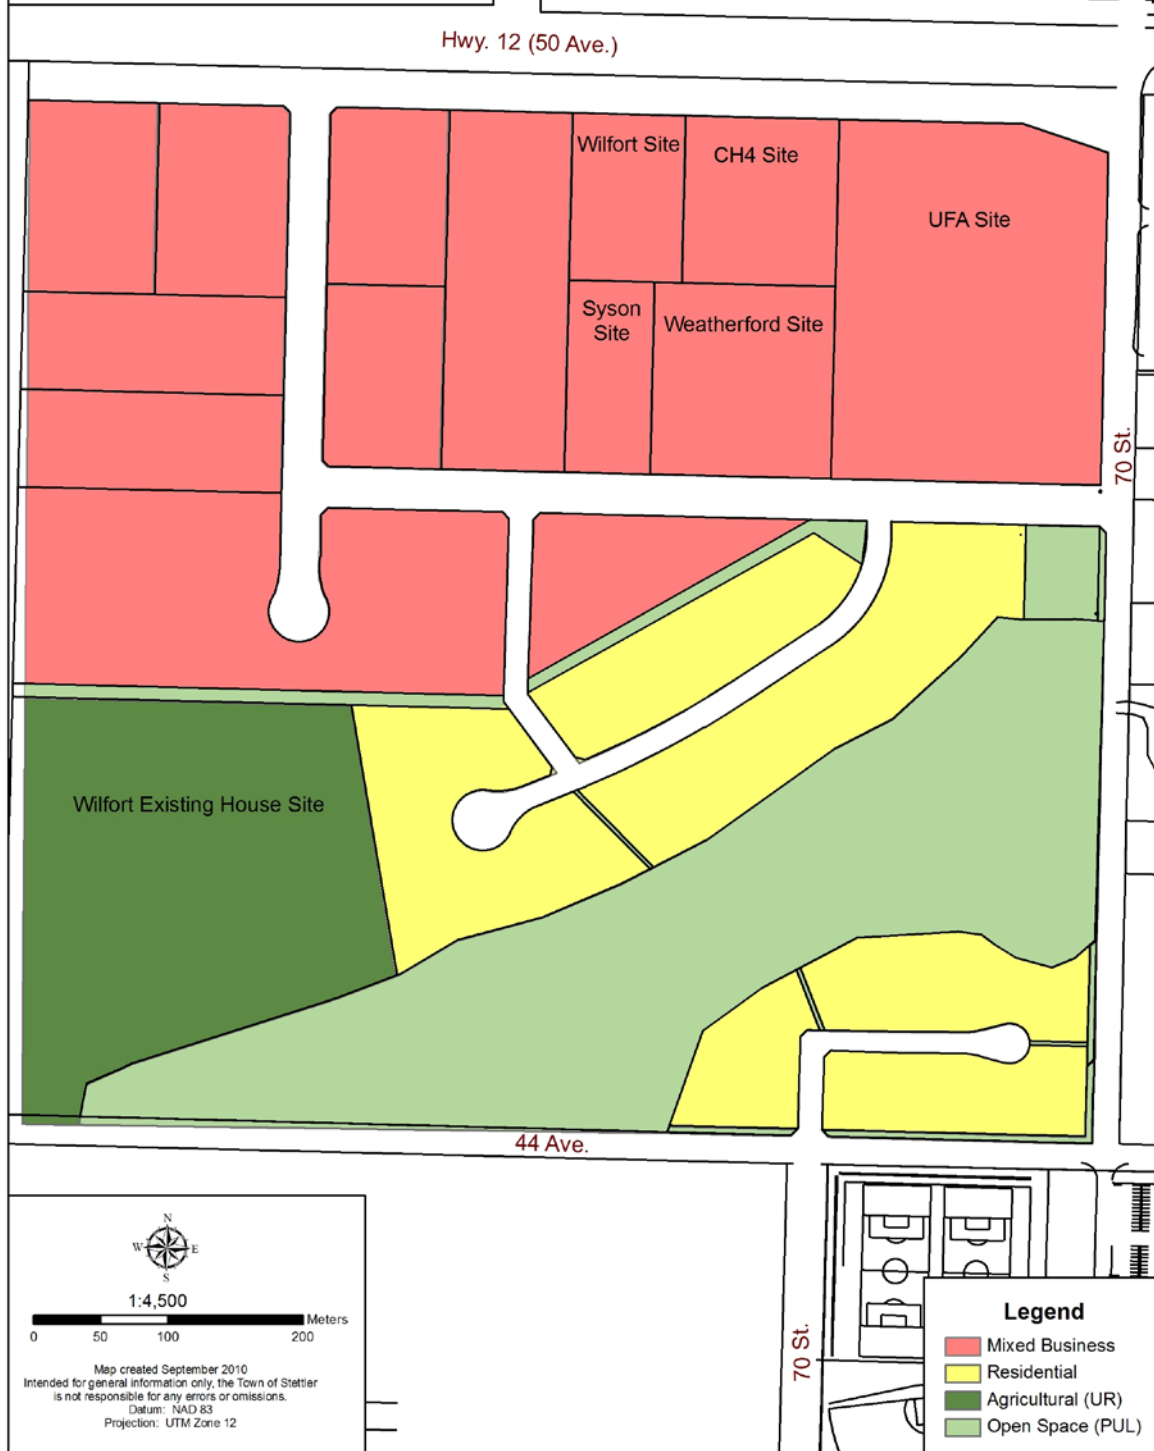 Hwy. 12 (50 Ave.)
Wilfort Site
CH4 Site
UFA Site
Syson
Site
Weatherford Site
70 St.
Wilfort Existing House Site
44 Ave.
70 St.
N
W E
S
1:4,500
Meters
0 50 100 200
Map created September 2010
Intended for general information only, the Town of Stettler
is not responsible for any errors or omissions.
Datum: NAD 83
Projection: UTM Zone 12
Legend
Mixed Business
Residential
Agricultural (UR)
Open Space (PUL)